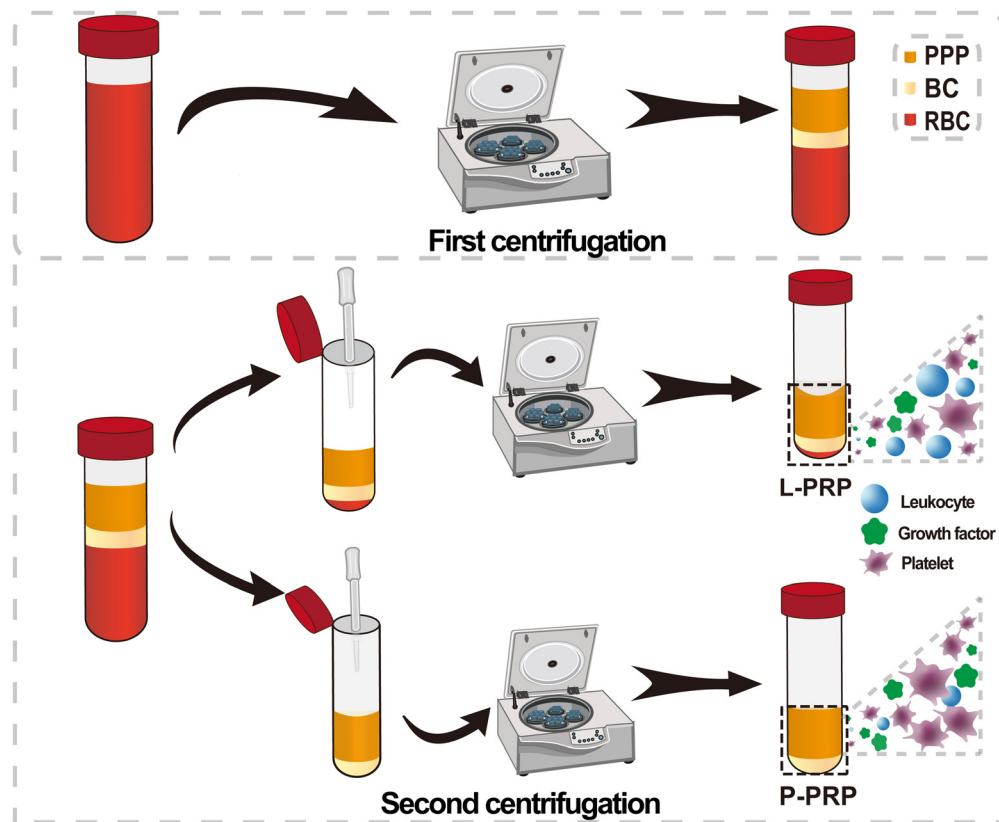 PPP
BC
RBC
First centrifugation
L-PRP
Leukocyte
Growth factor
Platelet
P-PRP
Second centrifugation